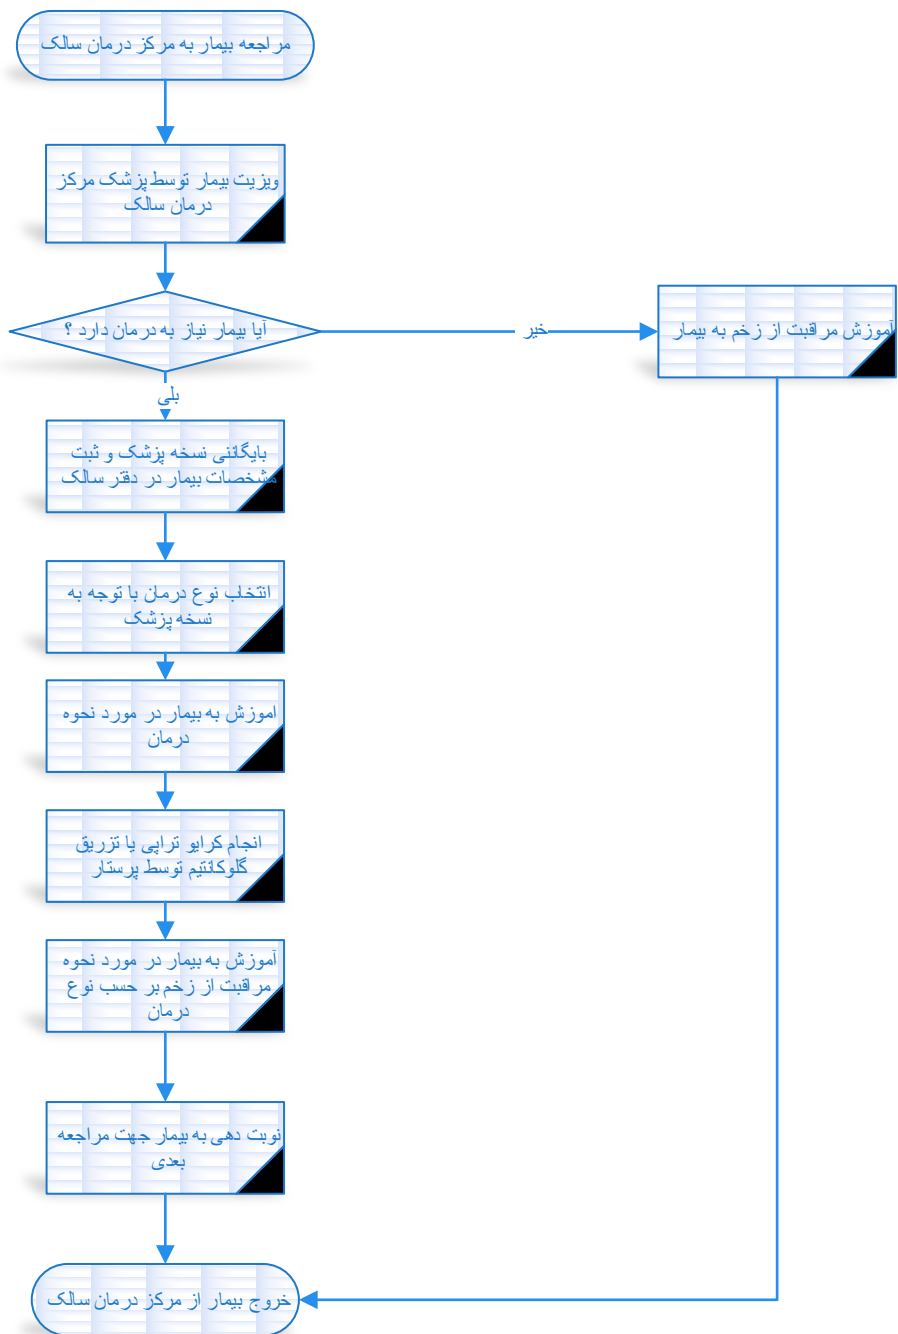 مراجعه بیمار به مرکز درمان سالک
ویزیت بیمار توسط پزشک مرکز
درمان سالک
آیا بیمار نیاز به درمان دارد ؟
خیر
آموزش مراقبت از زخم به بیمار
بلی
بایگانی نسخه پزشک و ثبت
مشخصات بیمار در دفتر سالک
انتخاب نوع درمان با توجه به
نسخه پزشک
اموزش به بیمار در مورد نحوه
درمان
انجام کرایو تراپی یا تزریق
گلوکانتیم توسط پرستار
آموزش به بیمار در مورد نحوه
مراقبت از زخم بر حسب نوع
درمان
نوبت دهی به بیمار جهت مراجعه
بعدی
خروج بیمار از مرکز درمان سالک